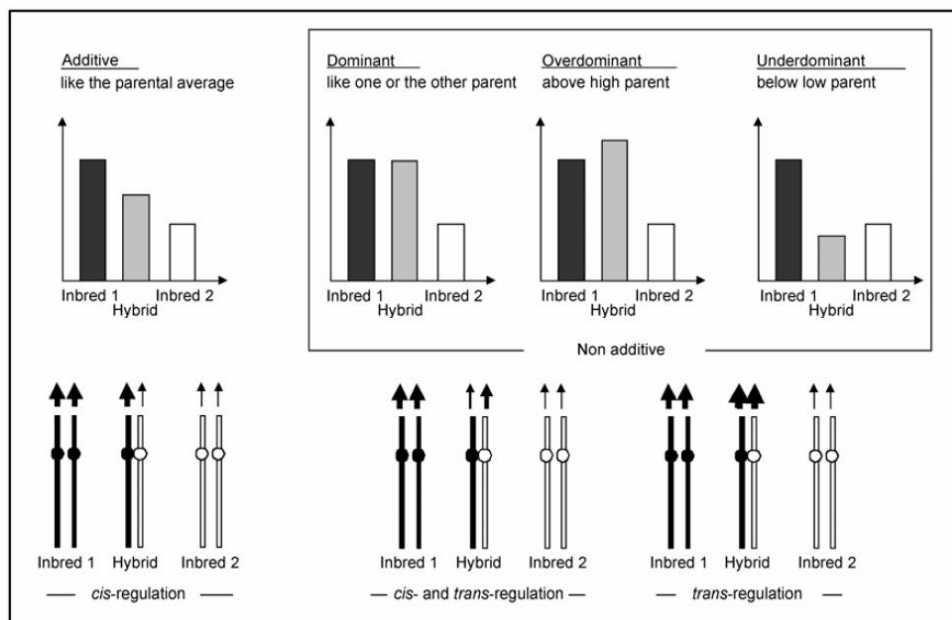 Additive
like the parental average
Dominant
like one or the other parent
Overdominant
above high parent
Underdominant
below low parent
Inbred 1 Inbred 2
Hybrid
Inbred 1 Inbred 2
Hybrid
Inbred 1 Inbred 2
Hybrid
Inbred 1 Inbred 2
Hybrid
Non additive
Inbred 1 Hybrid Inbred 2
cis-regulation
Inbred 1 Hybrid Inbred 2
cis- and trans-regulation
Inbred 1 Hybrid Inbred 2
trans-regulation